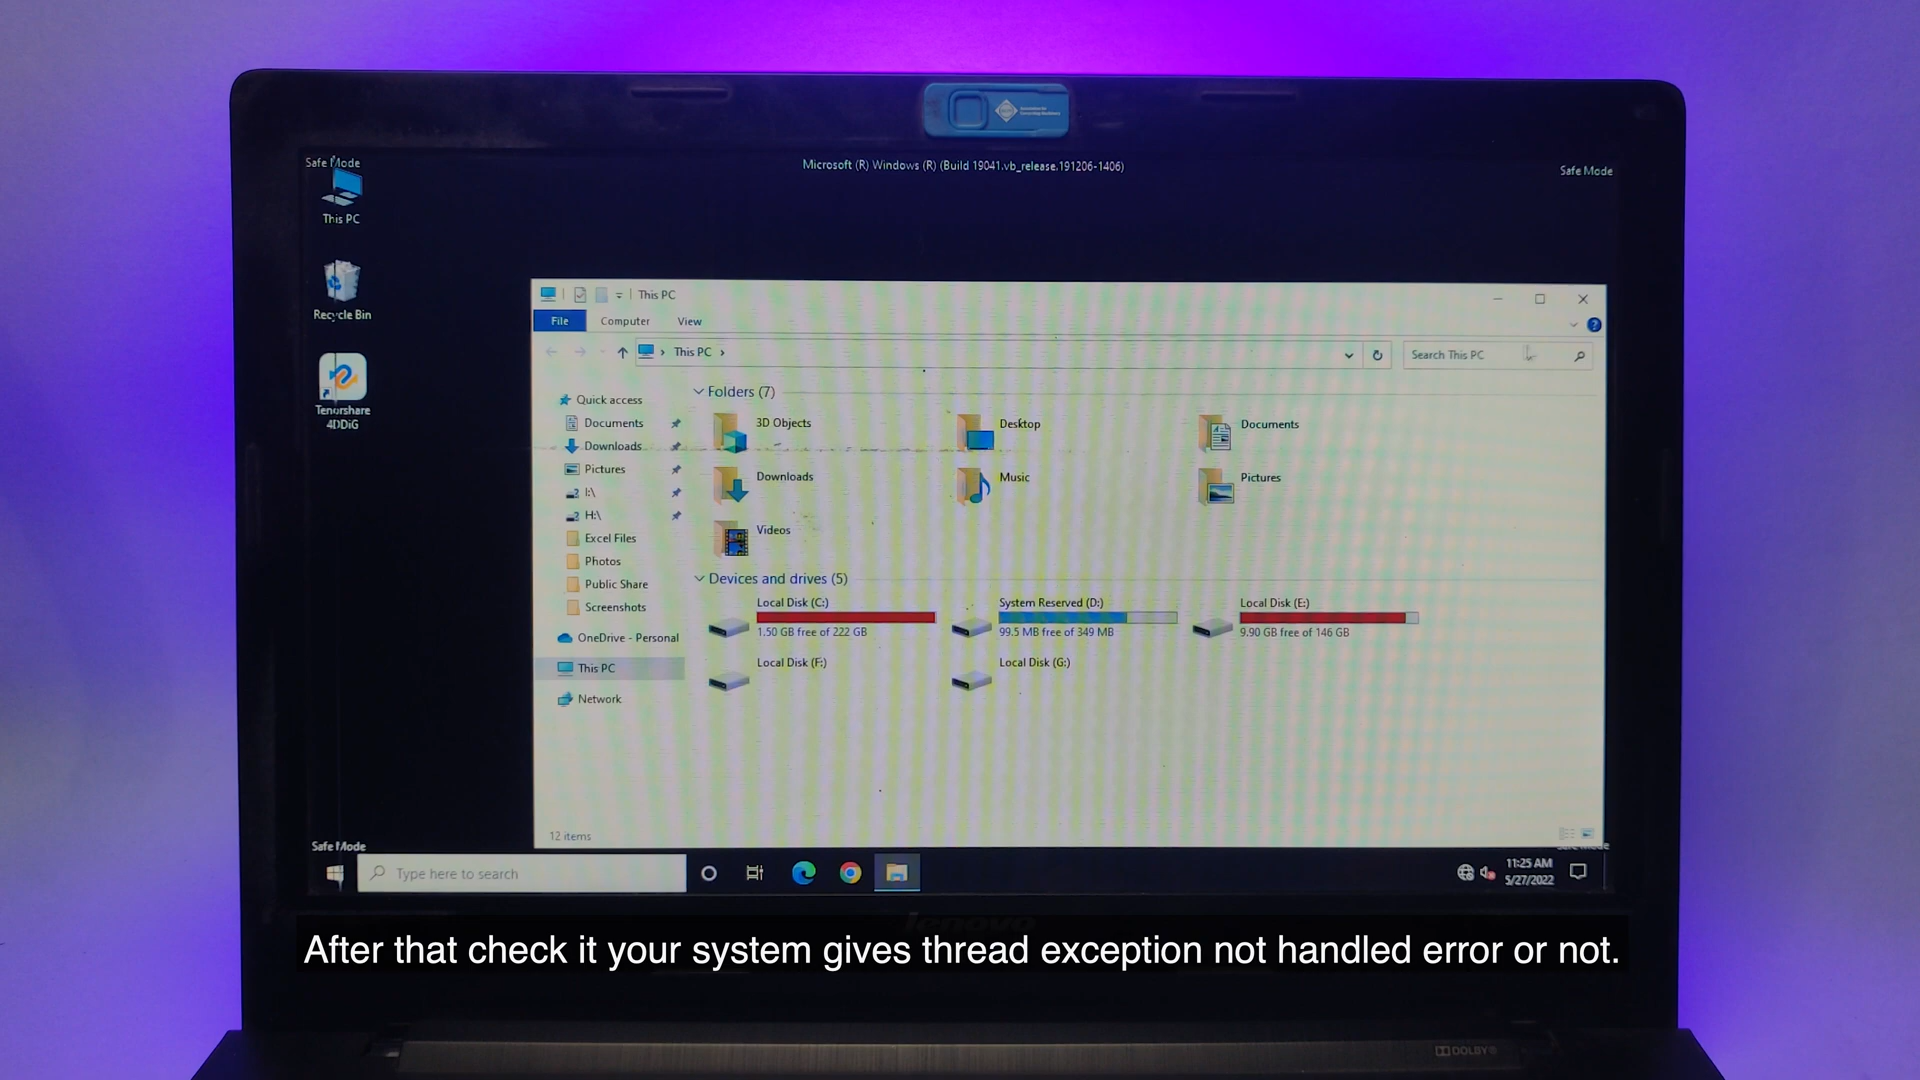 Safe Mode
Microsoft (R) Windows (R) (Build 19041.vb_release.191206-1406)
Safe Mode
This PC
Recycle Bin
Tenorshare
4DDiG
This PC
File
Computer
View
This PC
Search This PC
Quick access
Documents
Downloads
Pictures
I:\
H:\
Excel Files
Photos
Public Share
Screenshots
OneDrive - Personal
This PC
Network
Folders (7)
3D Objects
Desktop
Documents
Downloads
Music
Pictures
Videos
Devices and drives (5)
Local Disk (C:)
1.50 GB free of 222 GB
System Reserved (D:)
99.5 MB free of 349 MB
Local Disk (E:)
9.90 GB free of 146 GB
Local Disk (F:)
Local Disk (G:)
12 items
Safe Mode
Safe Mode
Type here to search
11:25 AM
5/27/2022
lenovo
After that check it your system gives thread exception not handled error or not.
DOLBY